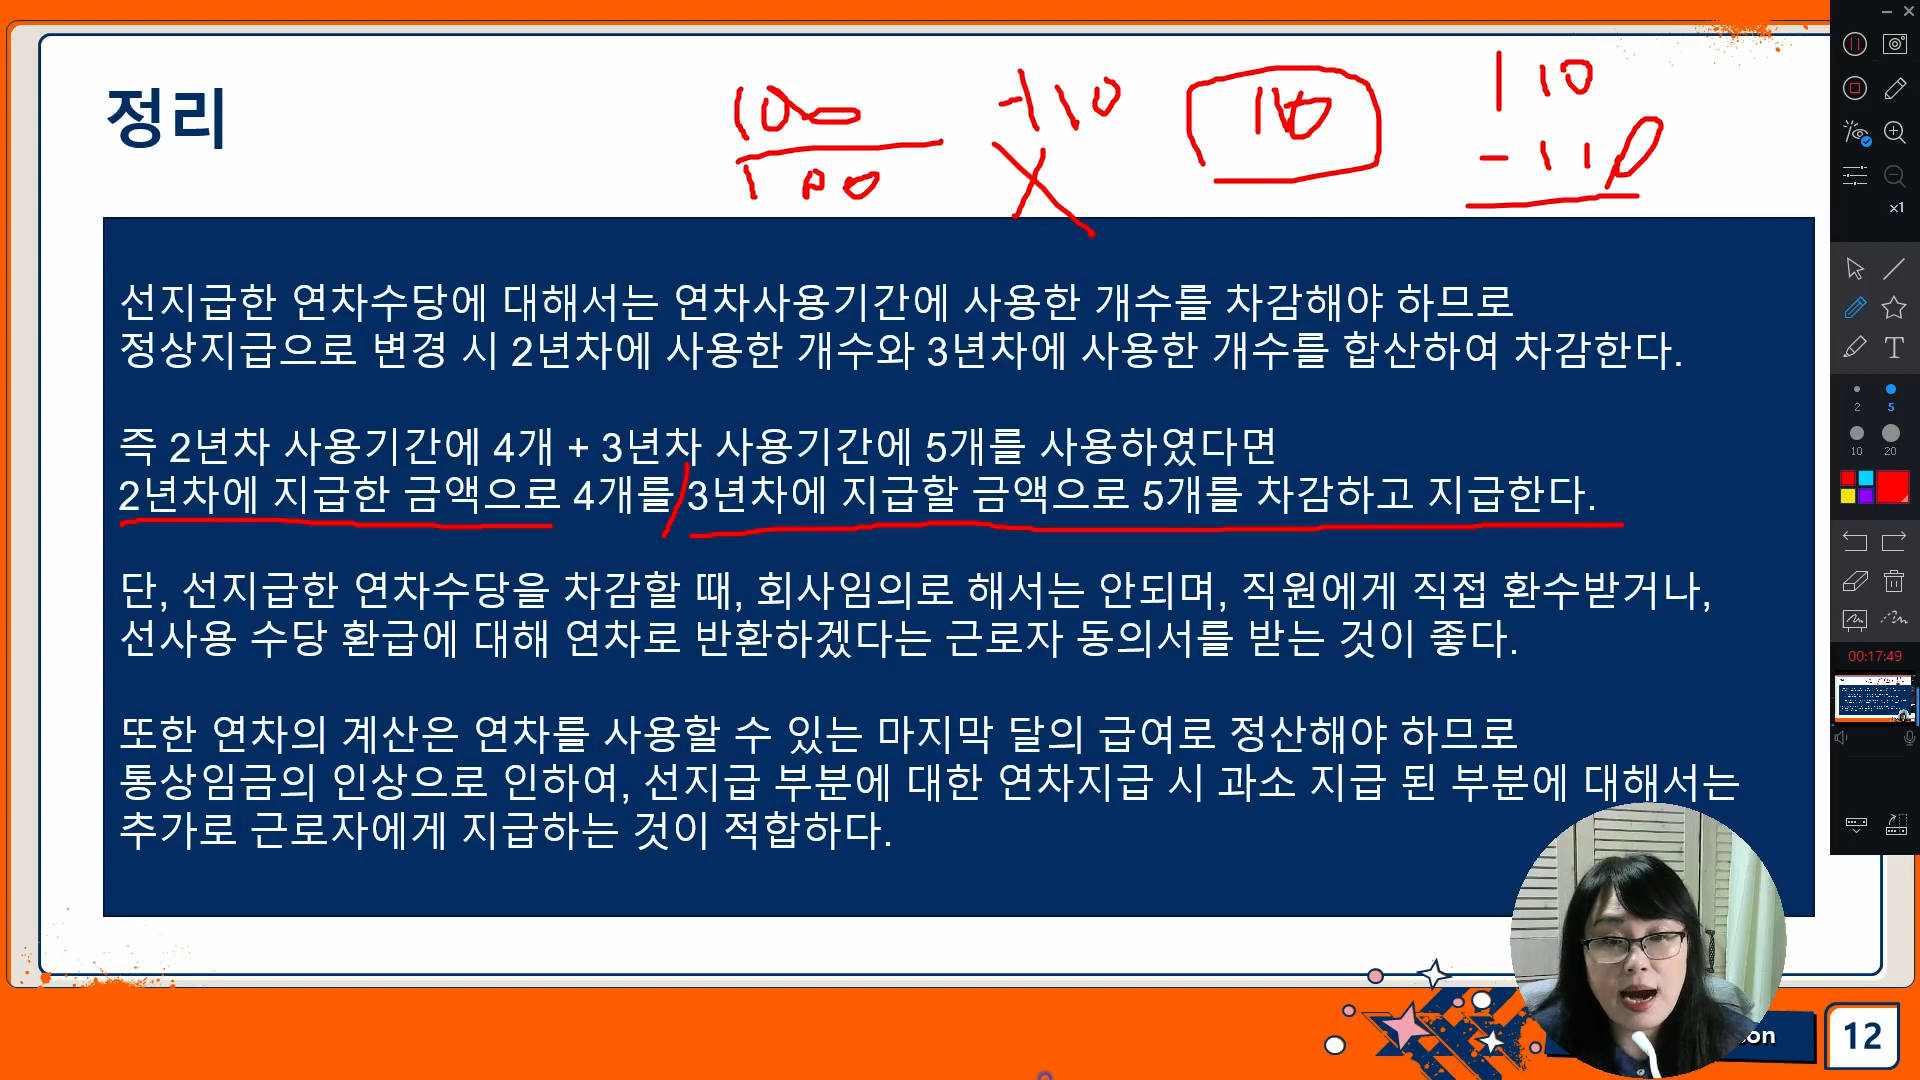 정리
100
100
110
110
110
-110
선지급한 연차수당에 대해서는 연차사용기간에 사용한 개수를 차감해야 하므로
정상지급으로 변경 시 2년차에 사용한 개수와 3년차에 사용한 개수를 합산하여 차감한다.
즉 2년차 사용기간에 4개 + 3년차 사용기간에 5개를 사용하였다면
2년차에 지급한 금액으로 4개를 3년차에 지급할 금액으로 5개를 차감하고 지급한다.
단, 선지급한 연차수당을 차감할 때, 회사임의로 해서는 안되며, 직원에게 직접 환수받거나,
선사용 수당 환급에 대해 연차로 반환하겠다는 근로자 동의서를 받는 것이 좋다.
또한 연차의 계산은 연차를 사용할 수 있는 마지막 달의 급여로 정산해야 하므로
통상임금의 인상으로 인하여, 선지급 부분에 대한 연차지급 시 과소 지급 된 부분에 대해서는
추가로 근로자에게 지급하는 것이 적합하다.
12
x1
T
2 5
10 20
00:17:49